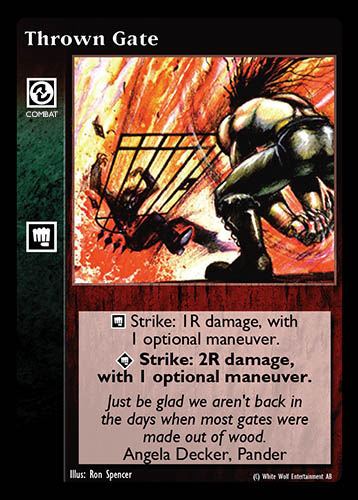 Thrown Gate
COMBAT
Strike: 1R damage, with
1 optional maneuver.
Strike: 2R damage,
with 1 optional maneuver.
Just be glad we aren't back in
the days when most gates were
made out of wood.
Angela Decker, Pander
Illus: Ron Spencer
(C) White Wolf Entertainment AB